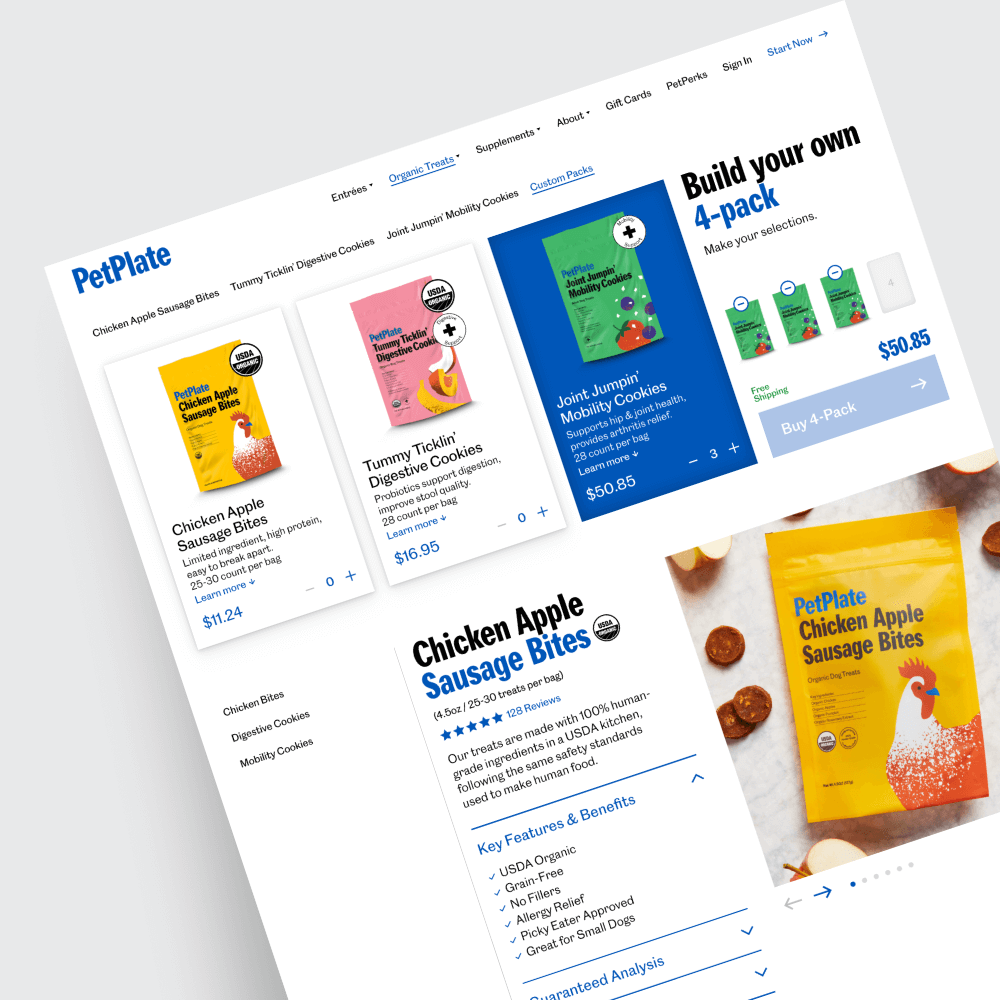 Entrées
Organic Treats
Supplements
About
Gift Cards
PetPerks
Sign In
Start Now →
PetPlate
Chicken Apple Sausage Bites
Tummy Ticklin' Digestive Cookies
Joint Jumpin' Mobility Cookies
Custom Packs
USDA
ORGANIC
PetPlate
Chicken Apple
Sausage Bites
Chicken Apple
Sausage Bites
Limited ingredient, high protein,
easy to break apart.
25-30 count per bag
Learn more ↓
$11.24
− 0 +
USDA
ORGANIC
Digestive
Support
PetPlate
Tummy Ticklin'
Digestive Cookies
Tummy Ticklin'
Digestive Cookies
Probiotics support digestion,
improve stool quality.
28 count per bag
Learn more ↓
$16.95
− 0 +
Mobility
Support
PetPlate
Joint Jumpin'
Mobility Cookies
Joint Jumpin'
Mobility Cookies
Supports hip & joint health,
provides arthritis relief.
28 count per bag
Learn more ↓
$50.85
− 3 +
Build your own
4-pack
Make your selections.
4
$50.85
Free
Shipping
Buy 4-Pack →
Chicken Bites
Digestive Cookies
Mobility Cookies
Chicken Apple
Sausage Bites
USDA
ORGANIC
(4.5oz / 25-30 treats per bag)
128 Reviews
Our treats are made with 100% human-
grade ingredients in a USDA kitchen,
following the same safety standards
used to make human food.
Key Features & Benefits
USDA Organic
Grain-Free
No Fillers
Allergy Relief
Picky Eater Approved
Great for Small Dogs
Guaranteed Analysis
PetPlate
Chicken Apple
Sausage Bites
Organic Dog Treats
USDA
ORGANIC